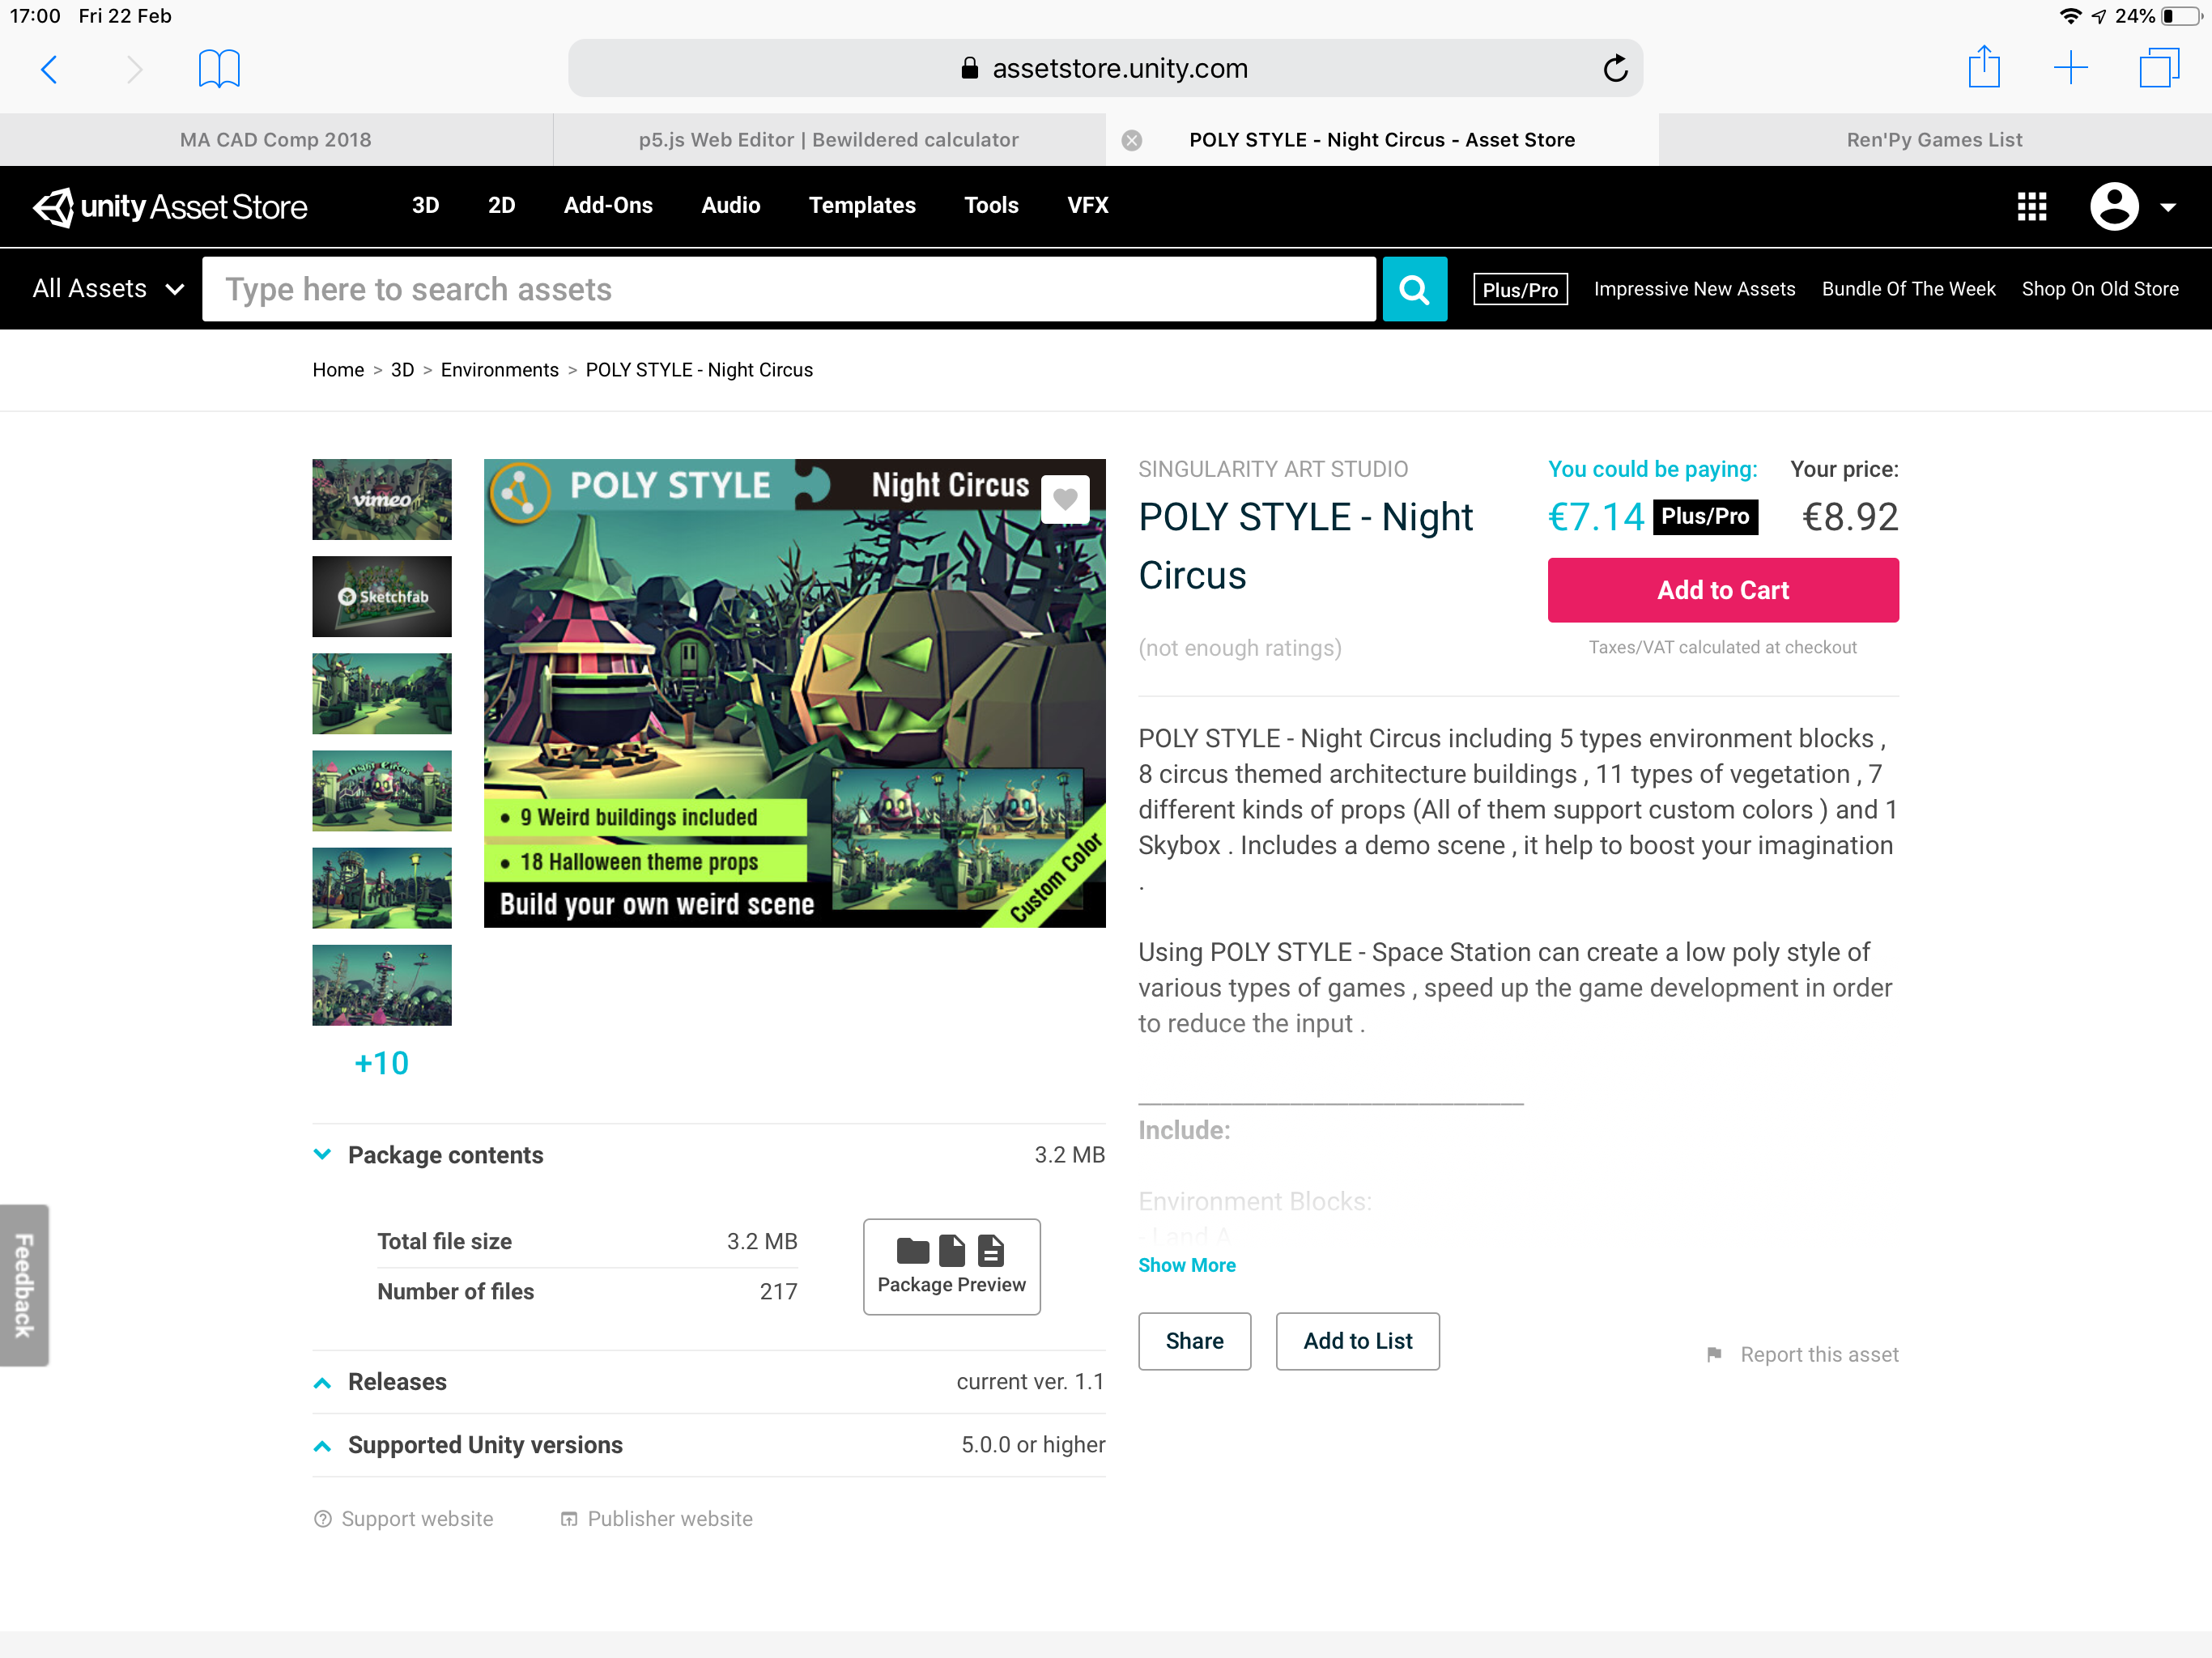 17:00 Fri 22 Feb
24%
assetstore.unity.com
MA CAD Comp 2018
p5.js Web Editor | Bewildered calculator
POLY STYLE - Night Circus - Asset Store
Ren'Py Games List
unity Asset Store
3D 2D Add-Ons Audio Templates Tools VFX
All Assets
Type here to search assets
Plus/Pro
Impressive New Assets
Bundle Of The Week
Shop On Old Store
Home > 3D > Environments > POLY STYLE - Night Circus
vimeo
Sketchfab
Night Circus
+10
POLY STYLE
Night Circus
• 9 Weird buildings included
• 18 Halloween theme props
Build your own weird scene
Custom Color
SINGULARITY ART STUDIO
POLY STYLE - Night
Circus
(not enough ratings)
You could be paying:
€7.14 Plus/Pro
Your price:
€8.92
Add to Cart
Taxes/VAT calculated at checkout
POLY STYLE - Night Circus including 5 types environment blocks ,
8 circus themed architecture buildings , 11 types of vegetation , 7
different kinds of props (All of them support custom colors ) and 1
Skybox . Includes a demo scene , it help to boost your imagination
.
Using POLY STYLE - Space Station can create a low poly style of
various types of games , speed up the game development in order
to reduce the input .
Include:
Environment Blocks:
- Land A
Show More
Share
Add to List
Report this asset
Package contents 3.2 MB
Total file size 3.2 MB
Number of files 217
Package Preview
Releases current ver. 1.1
Supported Unity versions 5.0.0 or higher
Support website
Publisher website
Feedback